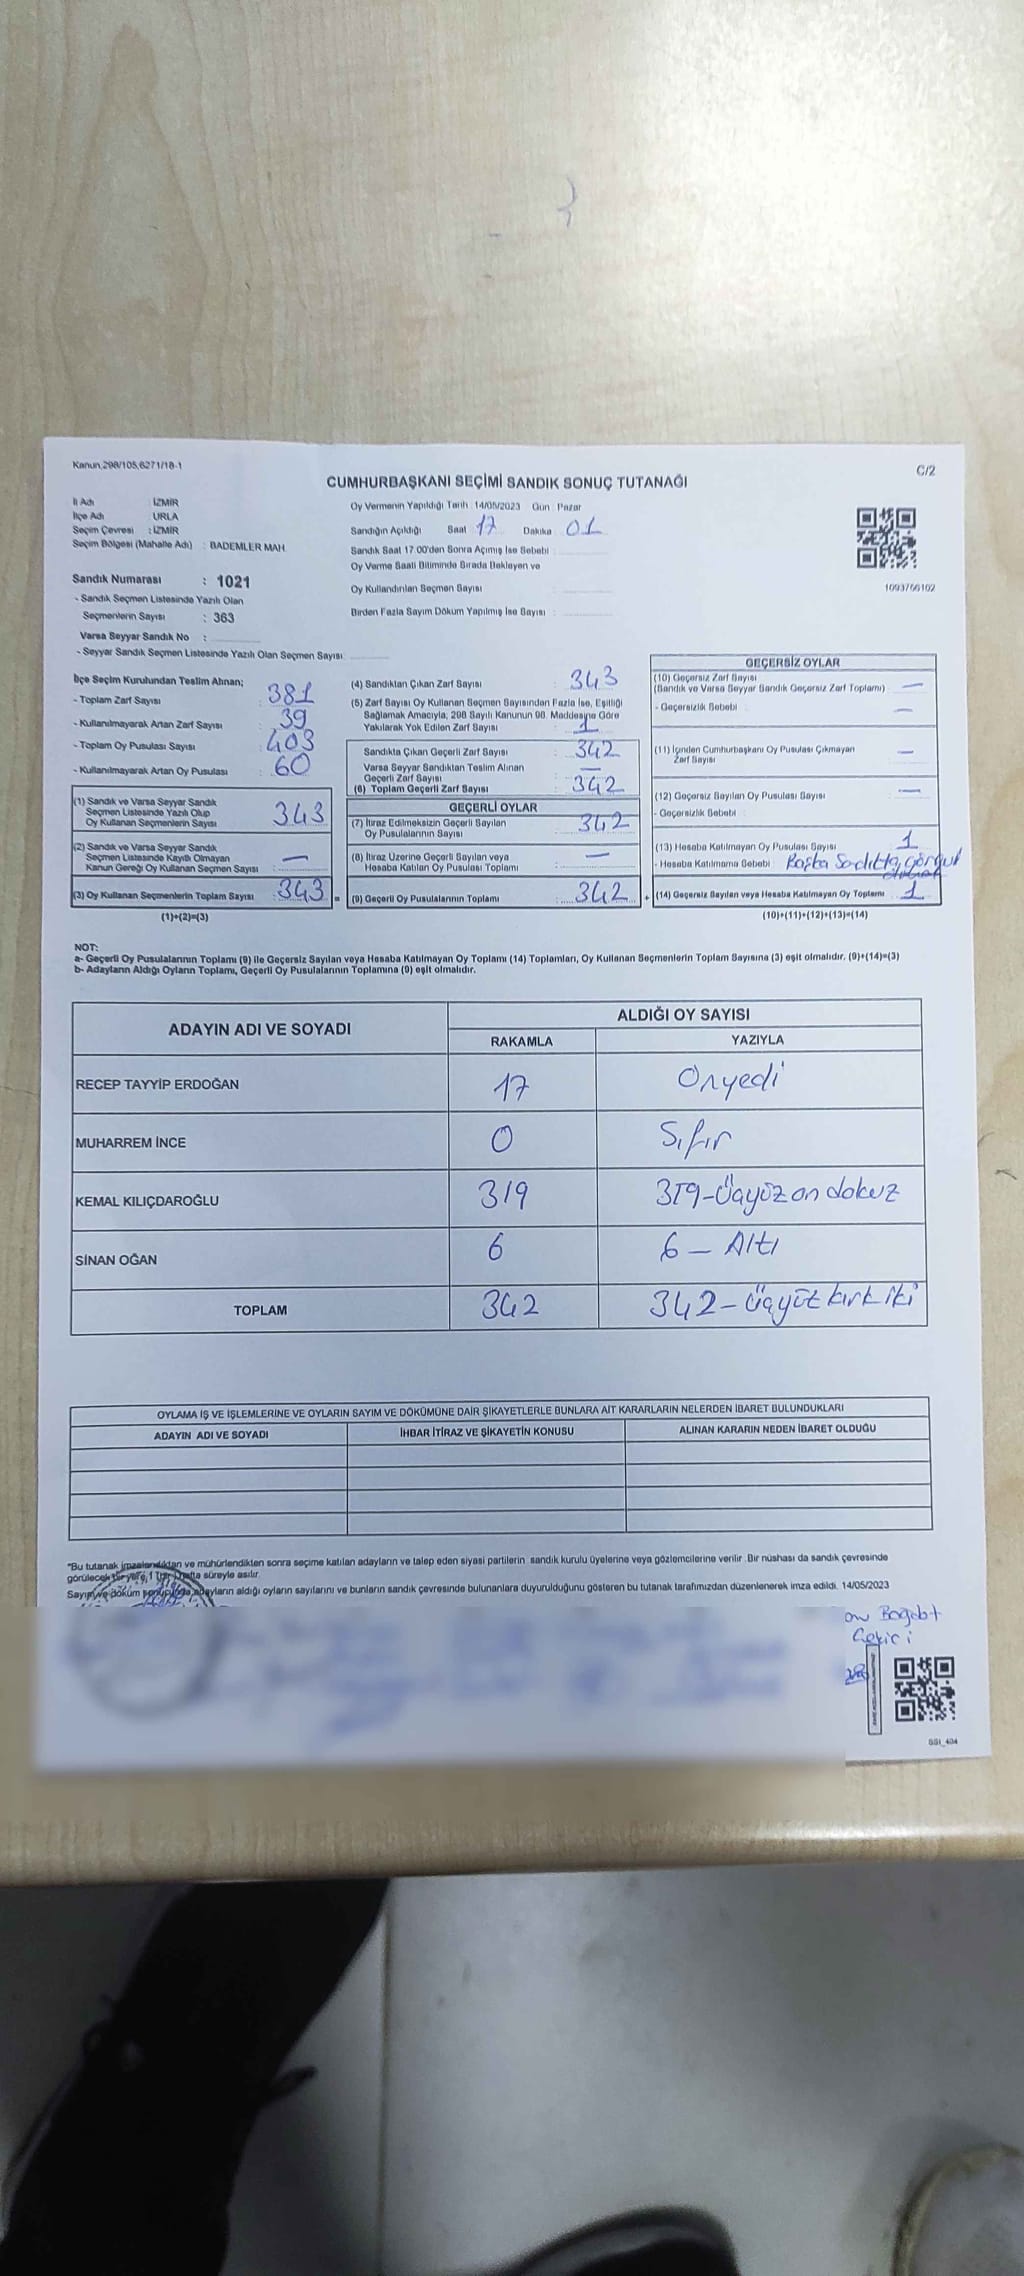 Kanun,298/105,6271/18-1
C/2
CUMHURBAŞKANI SEÇİMİ SANDIK SONUÇ TUTANAĞI
İl Adı : İZMİR
İlçe Adı : URLA
Seçim Çevresi : İZMİR
Seçim Bölgesi (Mahalle Adı) : BADEMLER MAH.
Sandık Numarası : 1021
- Sandık Seçmen Listesinde Yazılı Olan
Seçmenlerin Sayısı : 363
Varsa Seyyar Sandık No :
- Seyyar Sandık Seçmen Listesinde Yazılı Olan Seçmen Sayısı:
Oy Vermenin Yapıldığı Tarih : 14/05/2023 Gün : Pazar
Sandığın Açıldığı Saat 17 Dakika 01
Sandık Saat 17:00'den Sonra Açımış İse Sebebi :
Oy Verme Saati Bitiminde Sırada Bekleyen ve
Oy Kullandırılan Seçmen Sayısı :
Birden Fazla Sayım Döküm Yapılmış İse Sayısı :
1093766102
İlçe Seçim Kurulundan Teslim Alınan;
- Toplam Zarf Sayısı : 381
- Kullanılmayarak Artan Zarf Sayısı : 39
- Toplam Oy Pusulası Sayısı : 403
- Kullanılmayarak Artan Oy Pusulası : 60
(1) Sandık ve Varsa Seyyar Sandık
Seçmen Listesinde Yazılı Olup
Oy Kullanan Seçmenlerin Sayısı : 343
(2) Sandık ve Varsa Seyyar Sandık
Seçmen Listesinde Kayıtlı Olmayan
Kanun Gereği Oy Kullanan Seçmen Sayısı : —
(3) Oy Kullanan Seçmenlerin Toplam Sayısı : 343 =
(1)+(2)=(3)
(4) Sandıktan Çıkan Zarf Sayısı : 343
(5) Zarf Sayısı Oy Kullanan Seçmen Sayısından Fazla İse, Eşitliği
Sağlamak Amacıyla, 298 Sayılı Kanunun 98. Maddesine Göre
Yakılarak Yok Edilen Zarf Sayısı : 1
Sandıkta Çıkan Geçerli Zarf Sayısı : 342
Varsa Seyyar Sandıktan Teslim Alınan
Geçerli Zarf Sayısı : —
(6) Toplam Geçerli Zarf Sayısı : 342
GEÇERLİ OYLAR
(7) İtiraz Edilmeksizin Geçerli Sayılan
Oy Pusulalarının Sayısı : 342
(8) İtiraz Üzerine Geçerli Sayılan veya
Hesaba Katılan Oy Pusulası Toplamı : —
(9) Geçerli Oy Pusulalarının Toplamı : 342 +
GEÇERSİZ OYLAR
(10) Geçersiz Zarf Sayısı
(Sandık ve Varsa Seyyar Sandık Geçersiz Zarf Toplamı) : —
- Geçersizlik Sebebi : —
(11) İçinden Cumhurbaşkanı Oy Pusulası Çıkmayan
Zarf Sayısı : —
(12) Geçersiz Sayılan Oy Pusulası Sayısı : —
- Geçersizlik Sebebi :
(13) Hesaba Katılmayan Oy Pusulası Sayısı : 1
- Hesaba Katılmama Sebebi : Başka Sandıkta
(14) Geçersiz Sayılan veya Hesaba Katılmayan Oy Toplamı : 1
(10)+(11)+(12)+(13)=(14)
NOT:
a- Geçerli Oy Pusulalarının Toplamı (9) ile Geçersiz Sayılan veya Hesaba Katılmayan Oy Toplamı (14) Toplamları, Oy Kullanan Seçmenlerin Toplam Sayısına (3) eşit olmalıdır. (9)+(14)=(3)
b- Adayların Aldığı Oyların Toplamı, Geçerli Oy Pusulalarının Toplamına (9) eşit olmalıdır.
ADAYIN ADI VE SOYADI
ALDIĞI OY SAYISI
RAKAMLA YAZIYLA
RECEP TAYYİP ERDOĞAN 17 Onyedi
MUHARREM İNCE 0 Sıfır
KEMAL KILIÇDAROĞLU 319 319-Üçyüz on dokuz
SİNAN OĞAN 6 6 - Altı
TOPLAM 342 342-Üçyüz kırk iki
OYLAMA İŞ VE İŞLEMLERİNE VE OYLARIN SAYIM VE DÖKÜMÜNE DAİR ŞİKAYETLERLE BUNLARA AİT KARARLARIN NELERDEN İBARET BULUNDUKLARI
ADAYIN ADI VE SOYADI İHBAR İTİRAZ VE ŞİKAYETİN KONUSU ALINAN KARARIN NEDEN İBARET OLDUĞU
*Bu tutanak imzalandıktan ve mühürlendikten sonra seçime katılan adayların ve talep eden siyasi partilerin sandık kurulu üyelerine veya gözlemcilerine verilir. Bir nüshası da sandık çevresinde
görülecek bir yere, 1 hafta süreyle asılır.
Sayım ve döküm sonucunda adayların aldığı oyların sayılarını ve bunların sandık çevresinde bulunanlara duyurulduğunu gösteren bu tutanak tarafımızdan düzenlenerek imza edildi. 14/05/2023